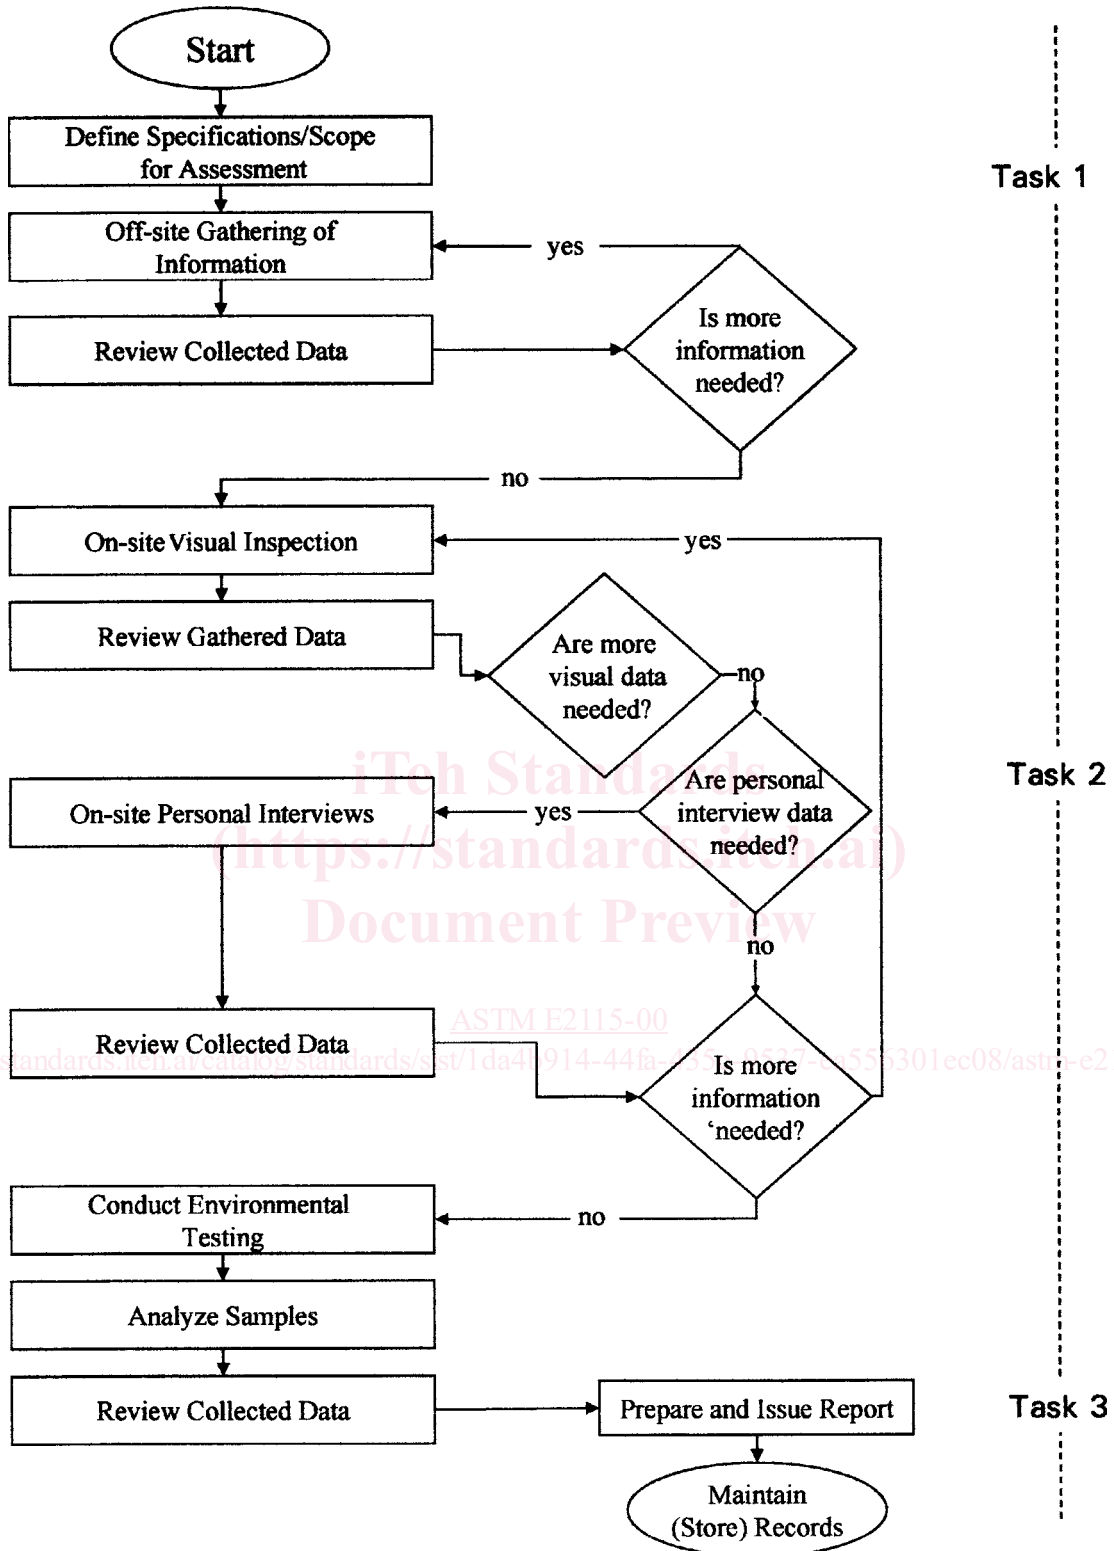 Start
Define Specifications/Scope
for Assessment
Task 1
Off-site Gathering of
Information
yes
Is more
information
needed?
Review Collected Data
no
On-site Visual Inspection
yes
Review Gathered Data
Are more
visual data
needed?
no
iTeh Standards
(https://standards.iteh.ai)
Document Preview
Task 2
On-site Personal Interviews
yes
Are personal
interview data
needed?
no
ASTM E2115-00
Review Collected Data
Is more
information
‘needed?
Conduct Environmental
Testing
no
Analyze Samples
Review Collected Data
Prepare and Issue Report
Task 3
Maintain
(Store) Records